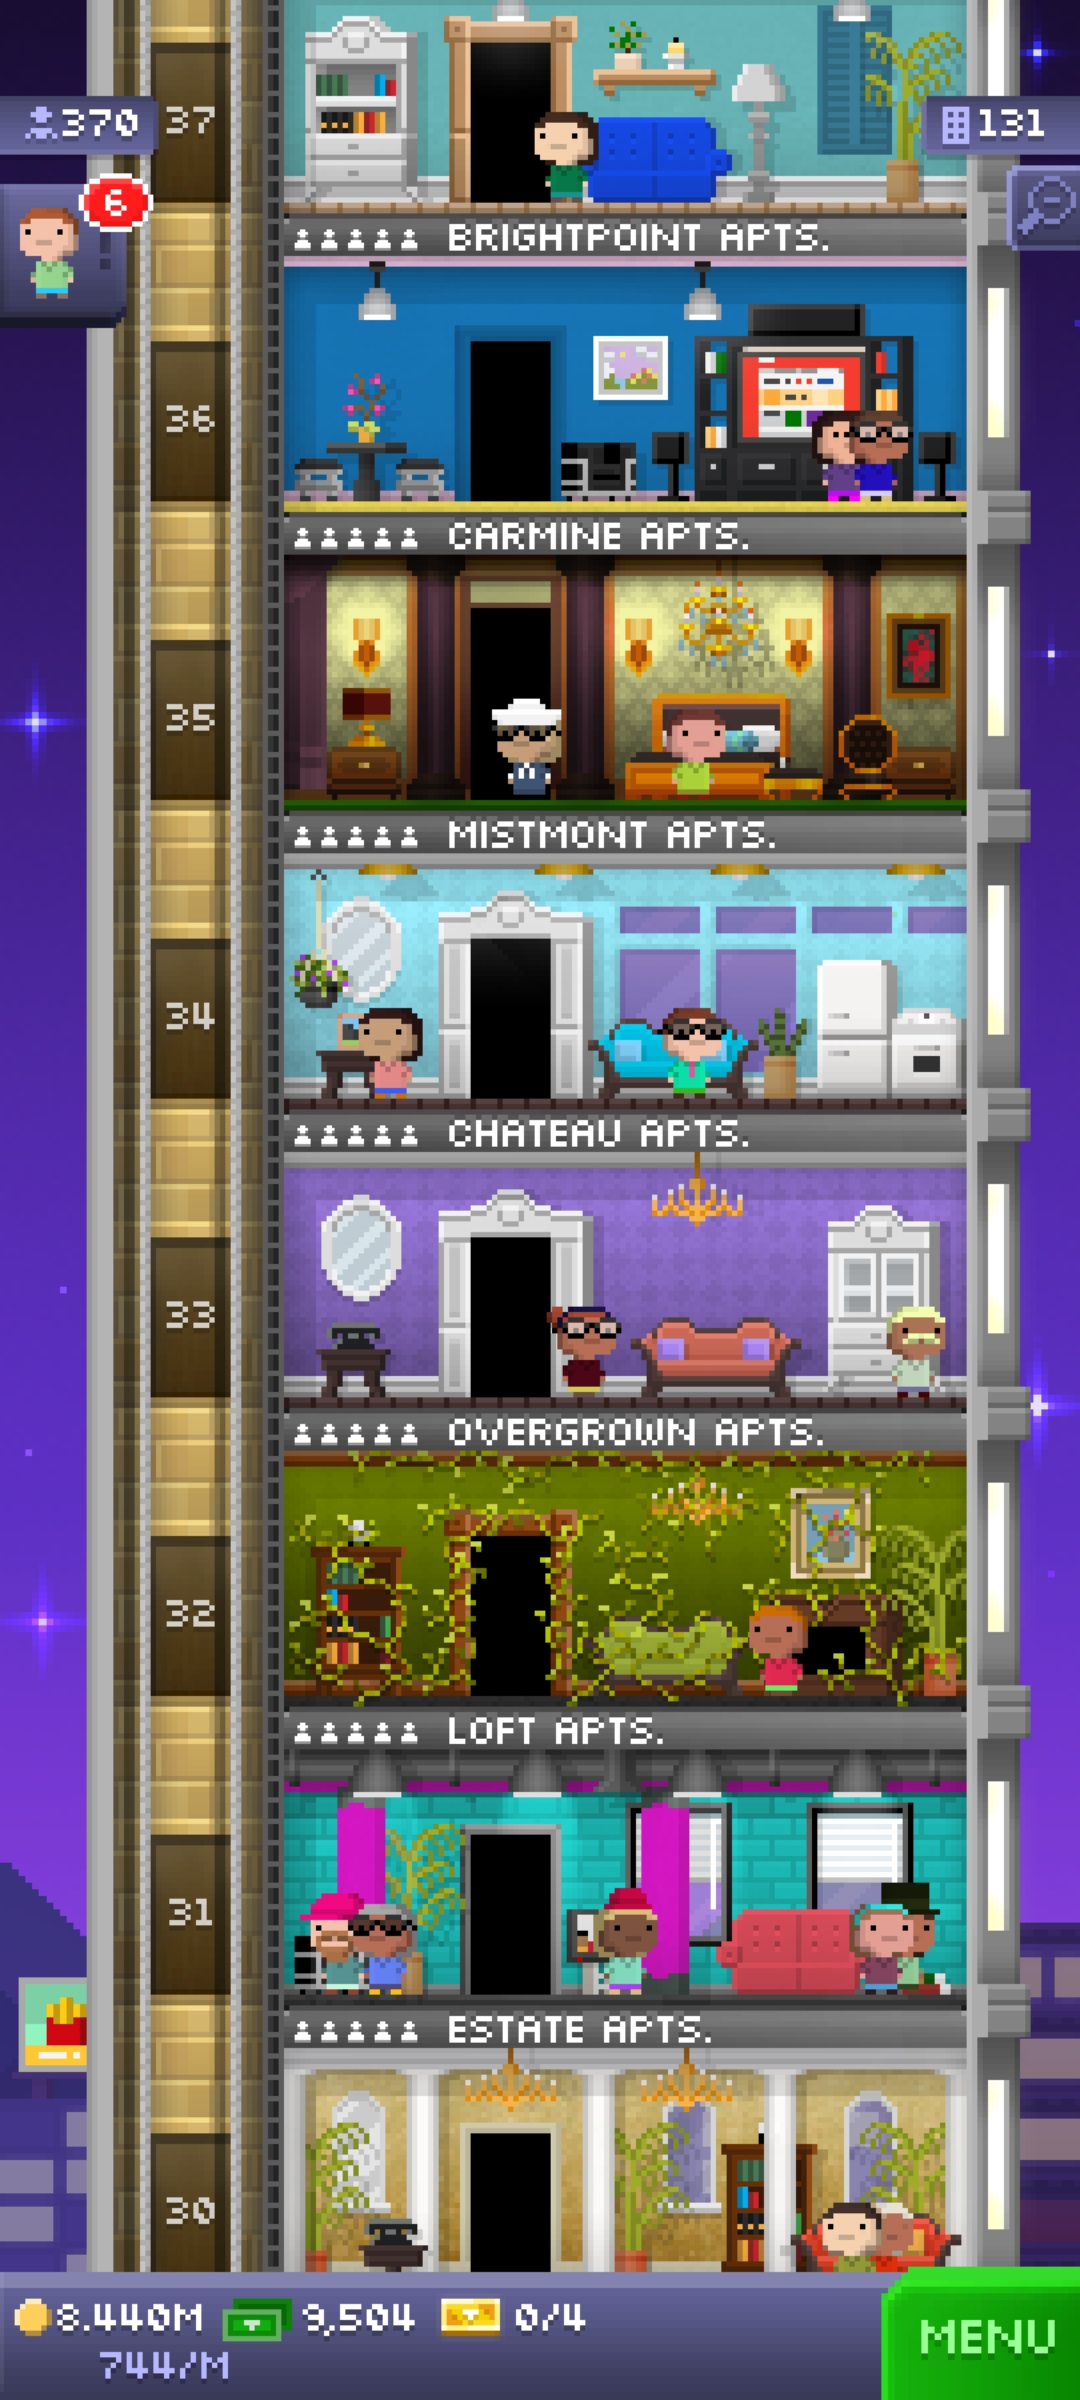 37
370
131
6
BRIGHTPOINT APTS.
36
CARMINE APTS.
35
MISTMONT APTS.
34
CHATEAU APTS.
33
OVERGROWN APTS.
32
LOFT APTS.
31
ESTATE APTS.
30
8.440M 9,504 0/4
744/M
MENU